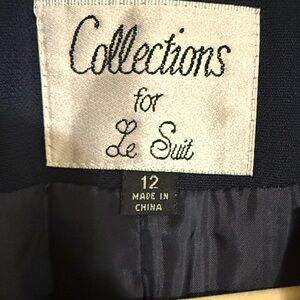 Collections
for
Le Suit
12
MADE IN
CHINA